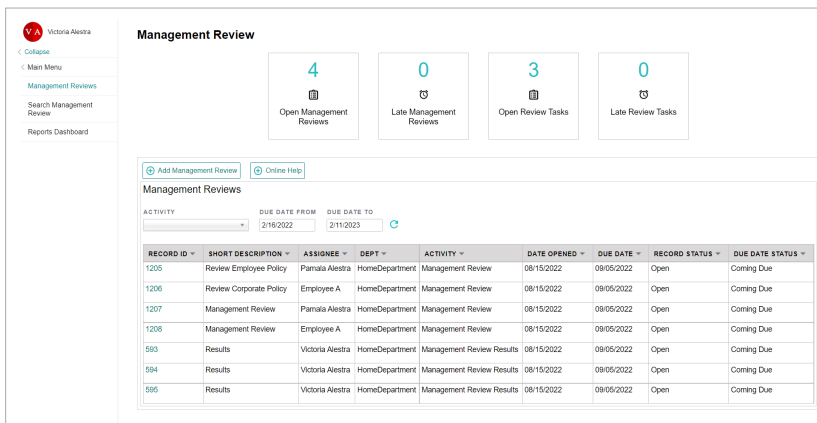 V A Victoria Alestra
< Collapse
< Main Menu
Management Reviews
Search Management
Review
Reports Dashboard
Management Review
4
Open Management
Reviews
0
Late Management
Reviews
3
Open Review Tasks
0
Late Review Tasks
Add Management Review Online Help
Management Reviews
ACTIVITY DUE DATE FROM DUE DATE TO
2/16/2022 2/11/2023
RECORD ID SHORT DESCRIPTION ASSIGNEE DEPT ACTIVITY DATE OPENED DUE DATE RECORD STATUS DUE DATE STATUS
1205 Review Employee Policy Pamala Alestra HomeDepartment Management Review 08/15/2022 09/05/2022 Open Coming Due
1206 Review Corporate Policy Employee A HomeDepartment Management Review 08/15/2022 09/05/2022 Open Coming Due
1207 Management Review Pamala Alestra HomeDepartment Management Review 08/15/2022 09/05/2022 Open Coming Due
1208 Management Review Employee A HomeDepartment Management Review 08/15/2022 09/05/2022 Open Coming Due
593 Results Victoria Alestra HomeDepartment Management Review Results 08/15/2022 09/05/2022 Open Coming Due
594 Results Victoria Alestra HomeDepartment Management Review Results 08/15/2022 09/05/2022 Open Coming Due
595 Results Victoria Alestra HomeDepartment Management Review Results 08/15/2022 09/05/2022 Open Coming Due